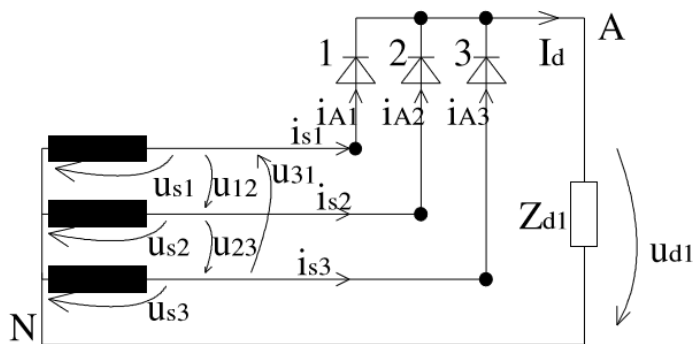 A
1 2 3
Id
iA1 iA2 iA3
is1
us1 u12 u31
is2
us2 u23
is3
us3
Zd1
ud1
N